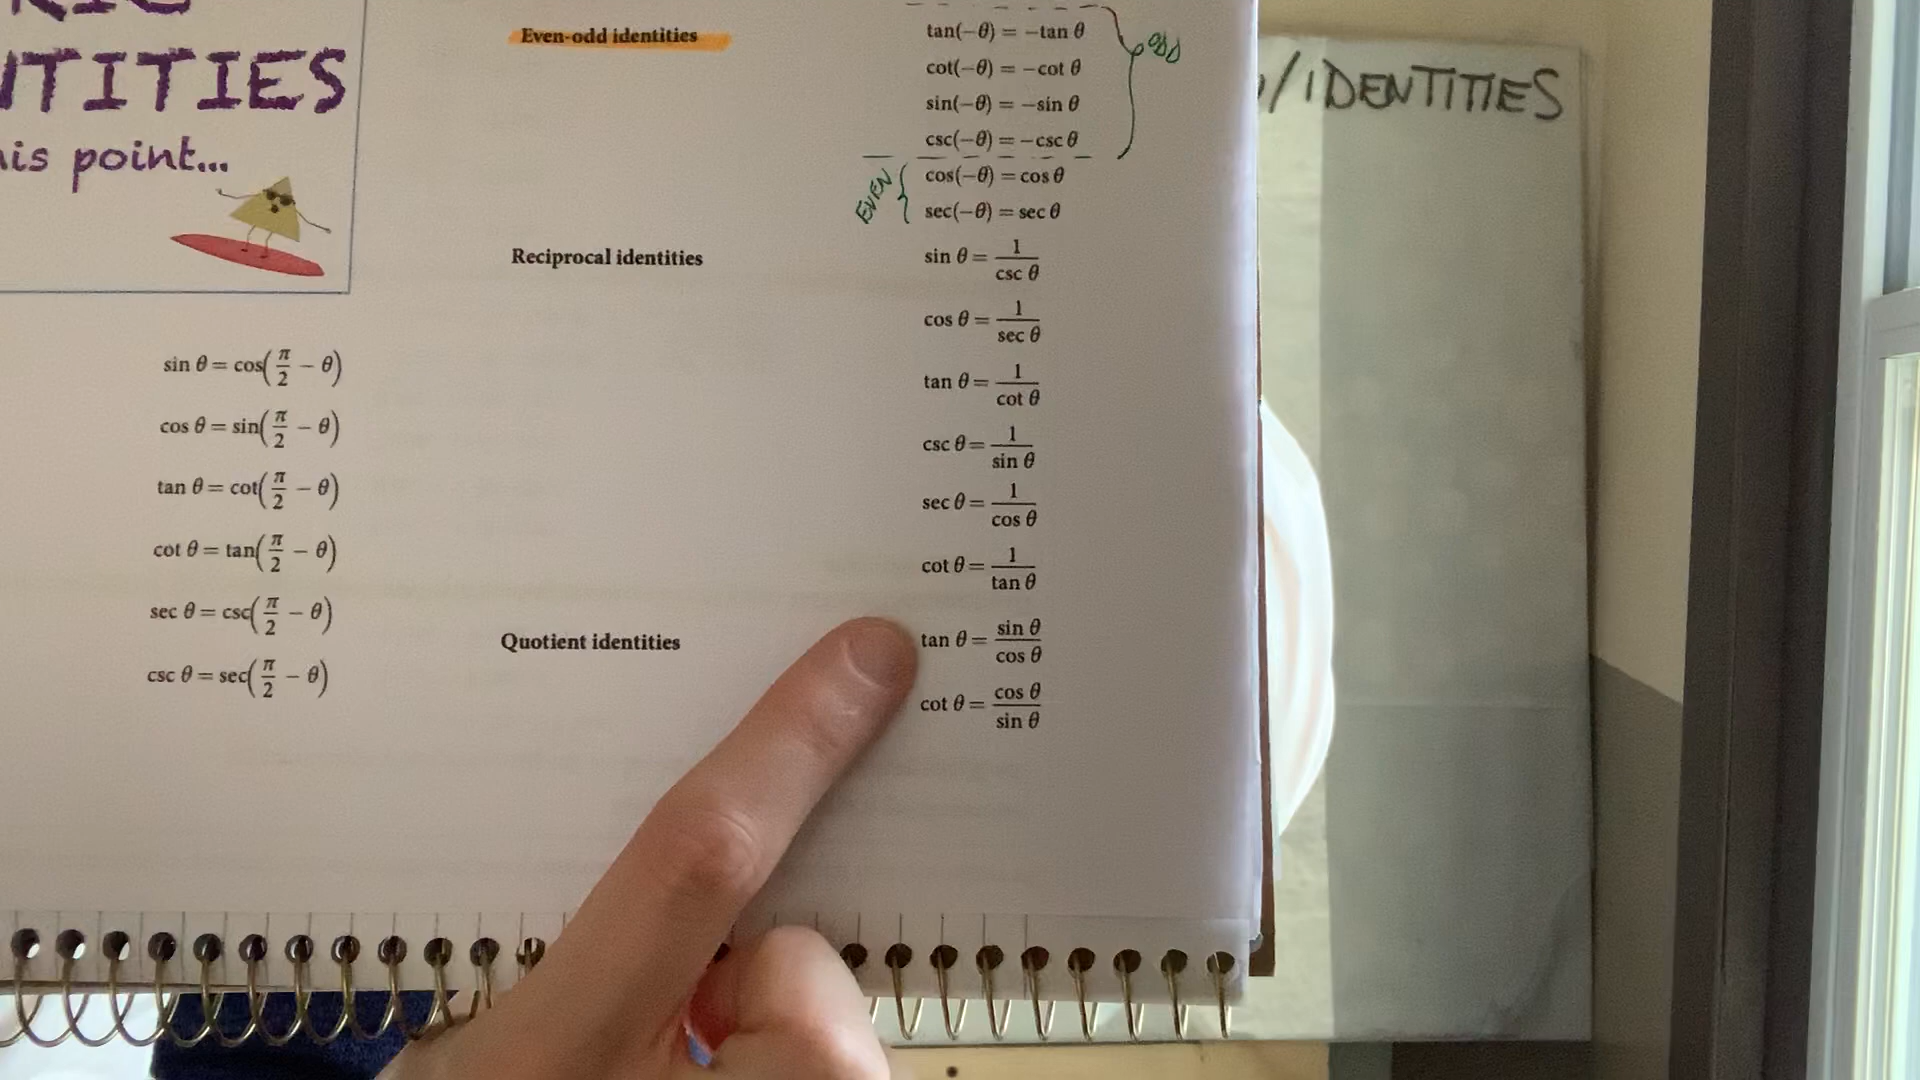 NTITIES
his point...
sin θ = cos(π/2 − θ)
cos θ = sin(π/2 − θ)
tan θ = cot(π/2 − θ)
cot θ = tan(π/2 − θ)
sec θ = csc(π/2 − θ)
csc θ = sec(π/2 − θ)
Even-odd identities
tan(−θ) = −tan θ
cot(−θ) = −cot θ
sin(−θ) = −sin θ
csc(−θ) = −csc θ
ODD
cos(−θ) = cos θ
sec(−θ) = sec θ
EVEN
Reciprocal identities
sin θ = 1/csc θ
cos θ = 1/sec θ
tan θ = 1/cot θ
csc θ = 1/sin θ
sec θ = 1/cos θ
cot θ = 1/tan θ
Quotient identities
tan θ = sin θ/cos θ
cot θ = cos θ/sin θ
/IDENTITIES